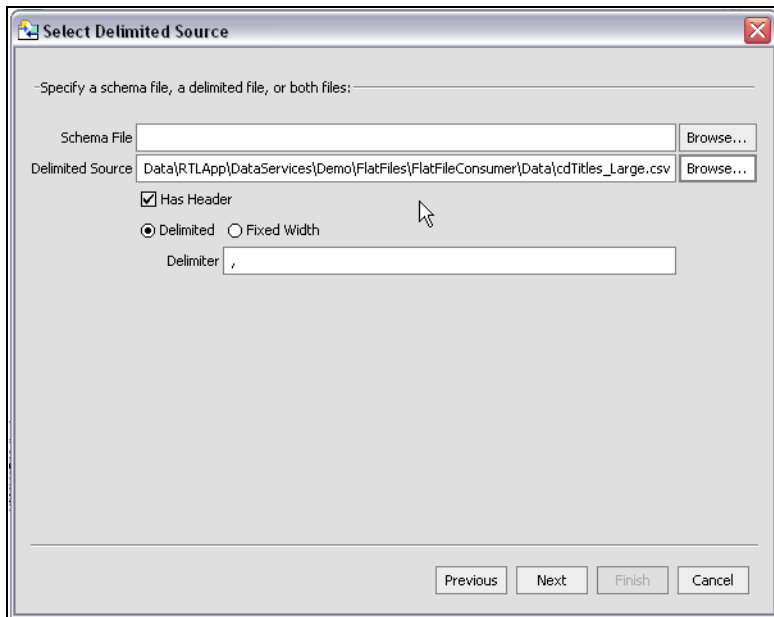 Select Delimited Source
Specify a schema file, a delimited file, or both files:
Schema File Browse...
Delimited Source Data\RTLApp\DataServices\Demo\FlatFiles\FlatFileConsumer\Data\cdTitles_Large.csv Browse...
Has Header
Delimited Fixed Width
Delimiter ,
Previous Next Finish Cancel